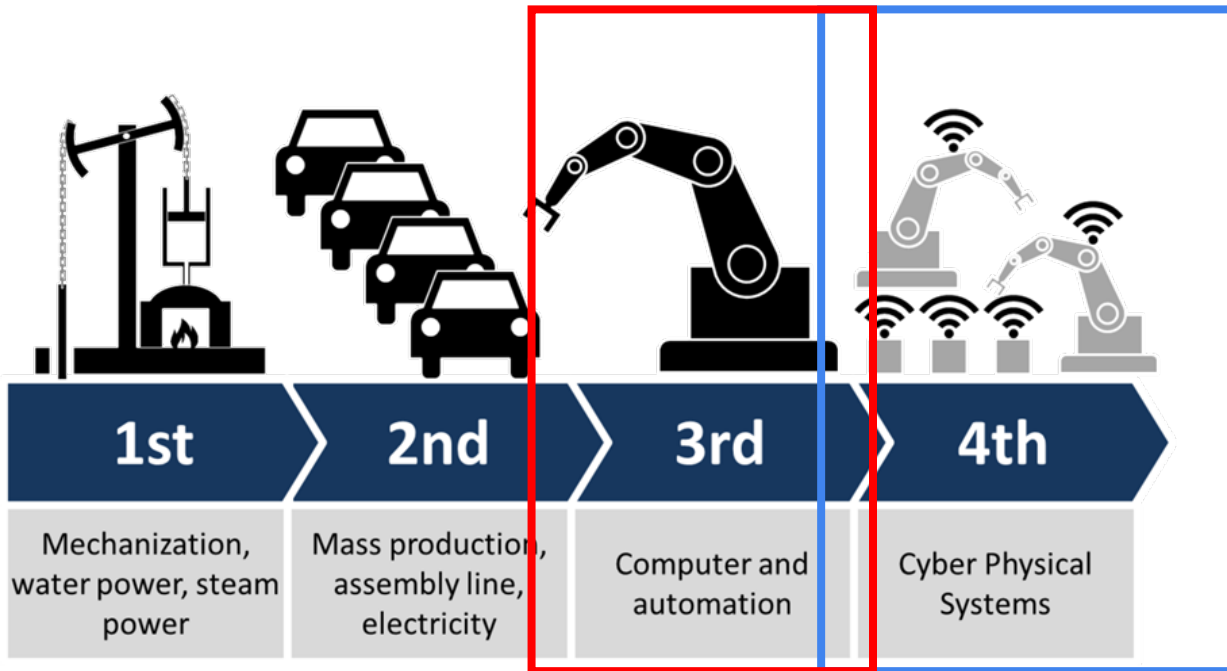 1st
2nd
3rd
4th
Mechanization,
water power, steam
power
Mass production,
assembly line,
electricity
Computer and
automation
Cyber Physical
Systems